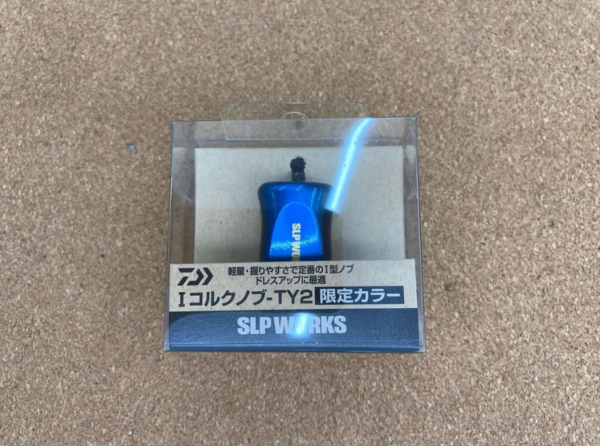 SLP WOR
軽量・握りやすさで定番のI型ノブ
ドレスアップに最適
Iコルクノブ-TY2 限定カラー
SLP WORKS